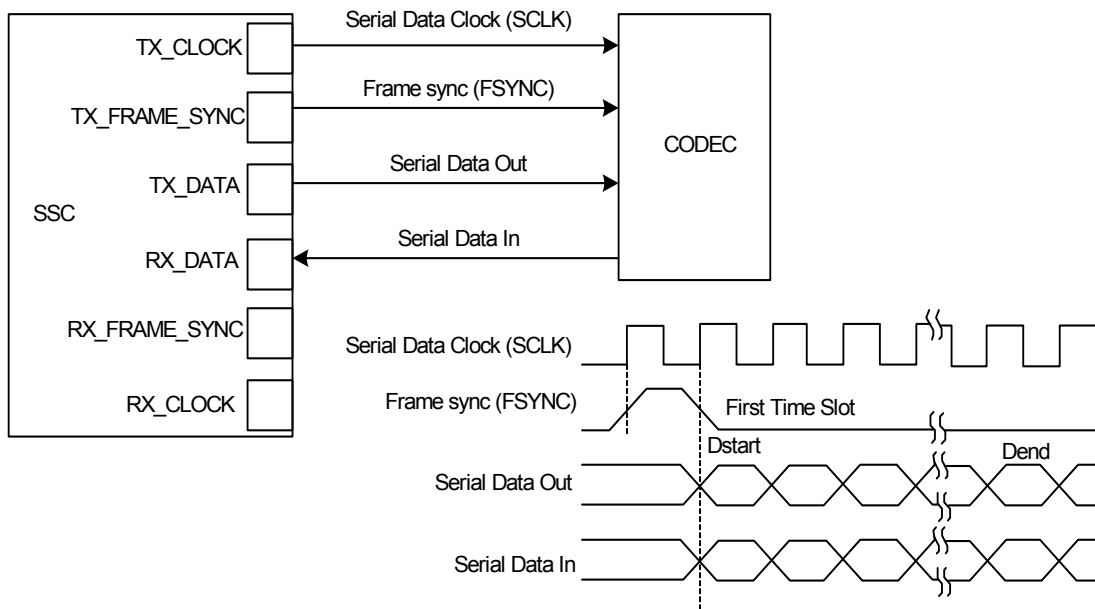 Serial Data Clock (SCLK)
TX_CLOCK
Frame sync (FSYNC)
TX_FRAME_SYNC
CODEC
Serial Data Out
TX_DATA
SSC
Serial Data In
RX_DATA
RX_FRAME_SYNC
Serial Data Clock (SCLK)
RX_CLOCK
Frame sync (FSYNC)
First Time Slot
Dstart
Dend
Serial Data Out
Serial Data In